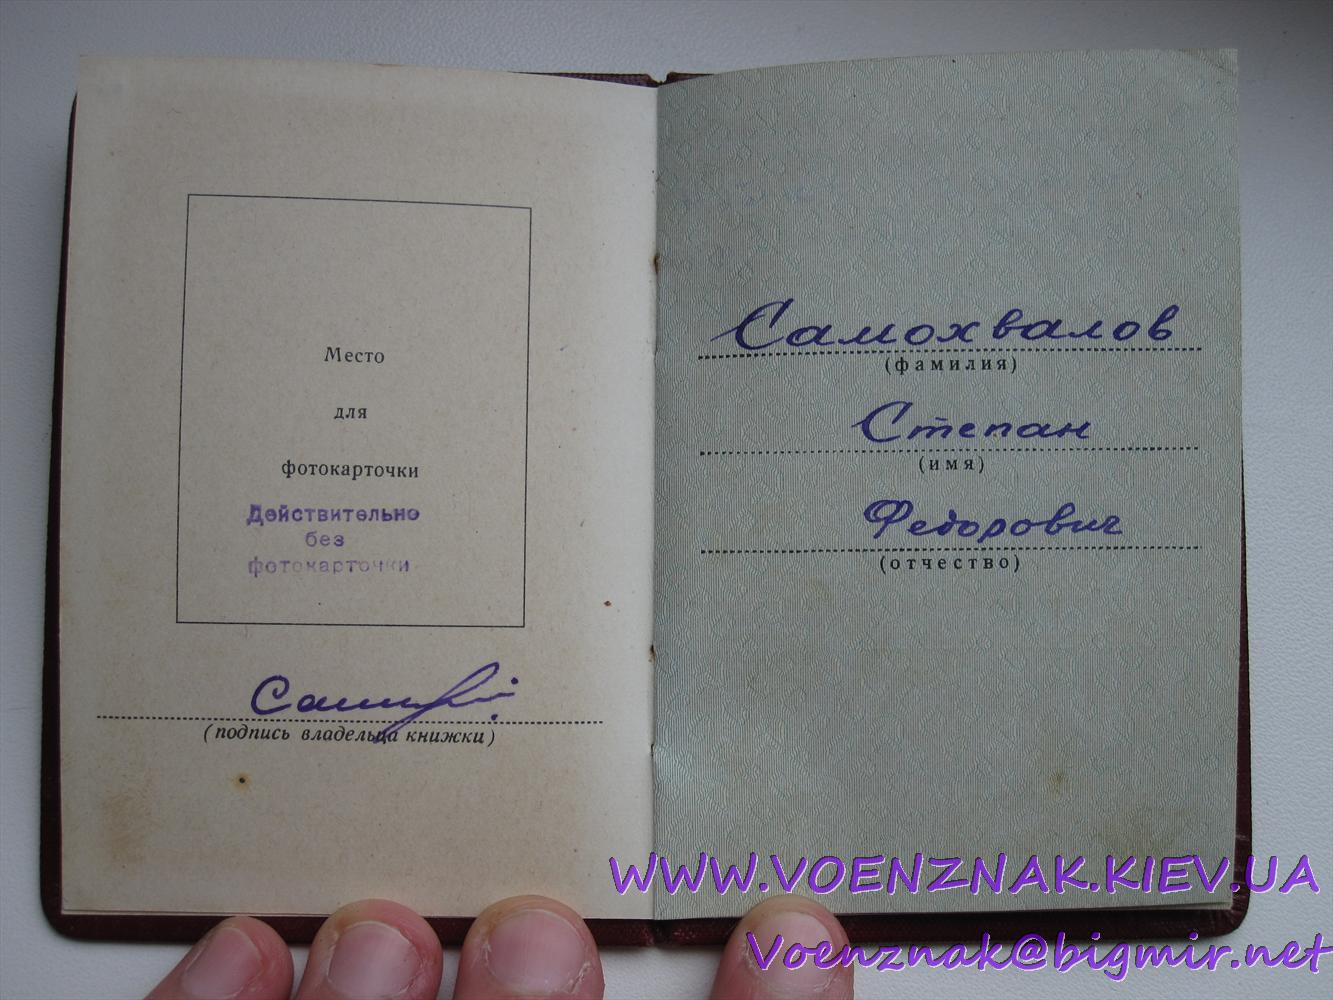 Место
для
фотокарточки
Действительно
без
фотокарточки
(подпись владельца книжки)
Самохвалов
(фамилия)
Степан
(имя)
Федорович
(отчество)
WWW.VOENZNAK.KIEV.UA
Voenznak@bigmir.net